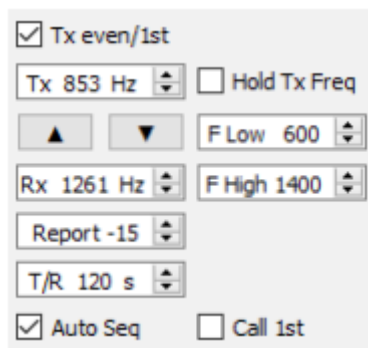 Tx even/1st
Tx 853 Hz
Hold Tx Freq
▲ ▼
F Low 600
Rx 1261 Hz
F High 1400
Report -15
T/R 120 s
Auto Seq
Call 1st